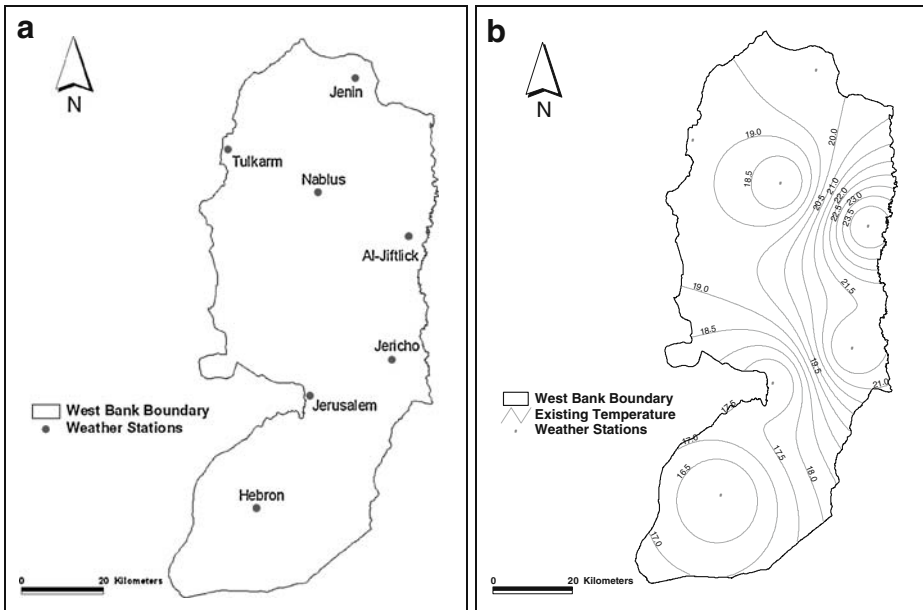 a
N
Jenin
Tulkarm
Nablus
Al-Jiftlick
Jericho
Jerusalem
West Bank Boundary
Weather Stations
Hebron
0 20 Kilometers
b
N
19.0
20.0
18.5
21.0
20.5
22.0
22.5
23.0
23.5
21.5
19.0
18.5
19.5
21.0
17.5
West Bank Boundary
Existing Temperature
Weather Stations
17.0
17.5
16.5
18.0
17.0
0 20 Kilometers